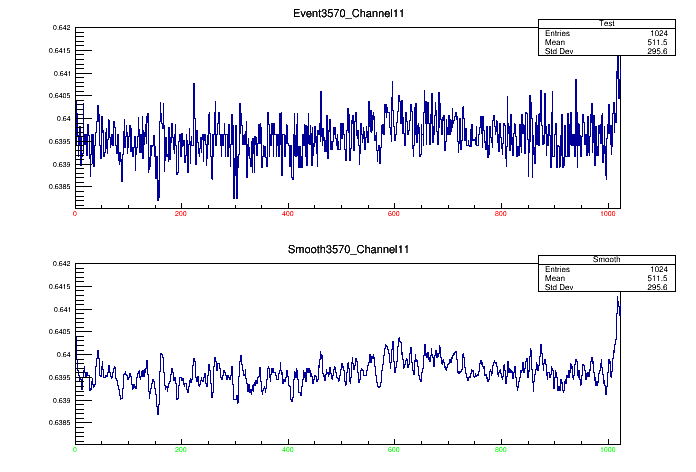 Event3570_Channel11
Test
Entries 1024
Mean 511.5
Std Dev 295.6
0.642
0.6415
0.641
0.6405
0.64
0.6395
0.639
0.6385
0 200 400 600 800 1000
Smooth3570_Channel11
Smooth
Entries 1024
Mean 511.5
Std Dev 295.6
0.642
0.6415
0.641
0.6405
0.64
0.6395
0.639
0.6385
0 200 400 600 800 1000